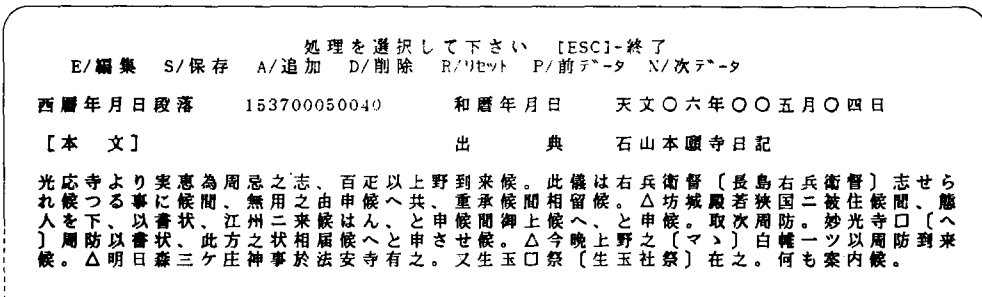 処理を選択して下さい [ESC]-終了
E/編集 S/保存 A/追加 D/削除 R/リセット P/前データ N/次データ
西暦年月日段落 153700050040 和暦年月日 天文〇六年〇〇五月〇四日
[本 文] 出 典 石山本願寺日記
光応寺より実恵為周忌之志、百疋以上野到来候。此儀は右兵衛督〔長島右兵衛督〕志せら
れ候つる事に候間、無用之由申候へ共、重承候間相留候。△坊城殿若狭国ニ被住候間、態
人を下、以書状、江州ニ来候はん、と申候間御上候へ、と申候。取次周防。妙光寺口〔へ
〕周防以書状、此方之状相届候へと申させ候。△今晩上野之〔マゝ〕白帷一ツ以周防到来
候。△明日森三ケ庄神事於法安寺有之。又生玉口祭〔生玉社祭〕在之。何も案内候。